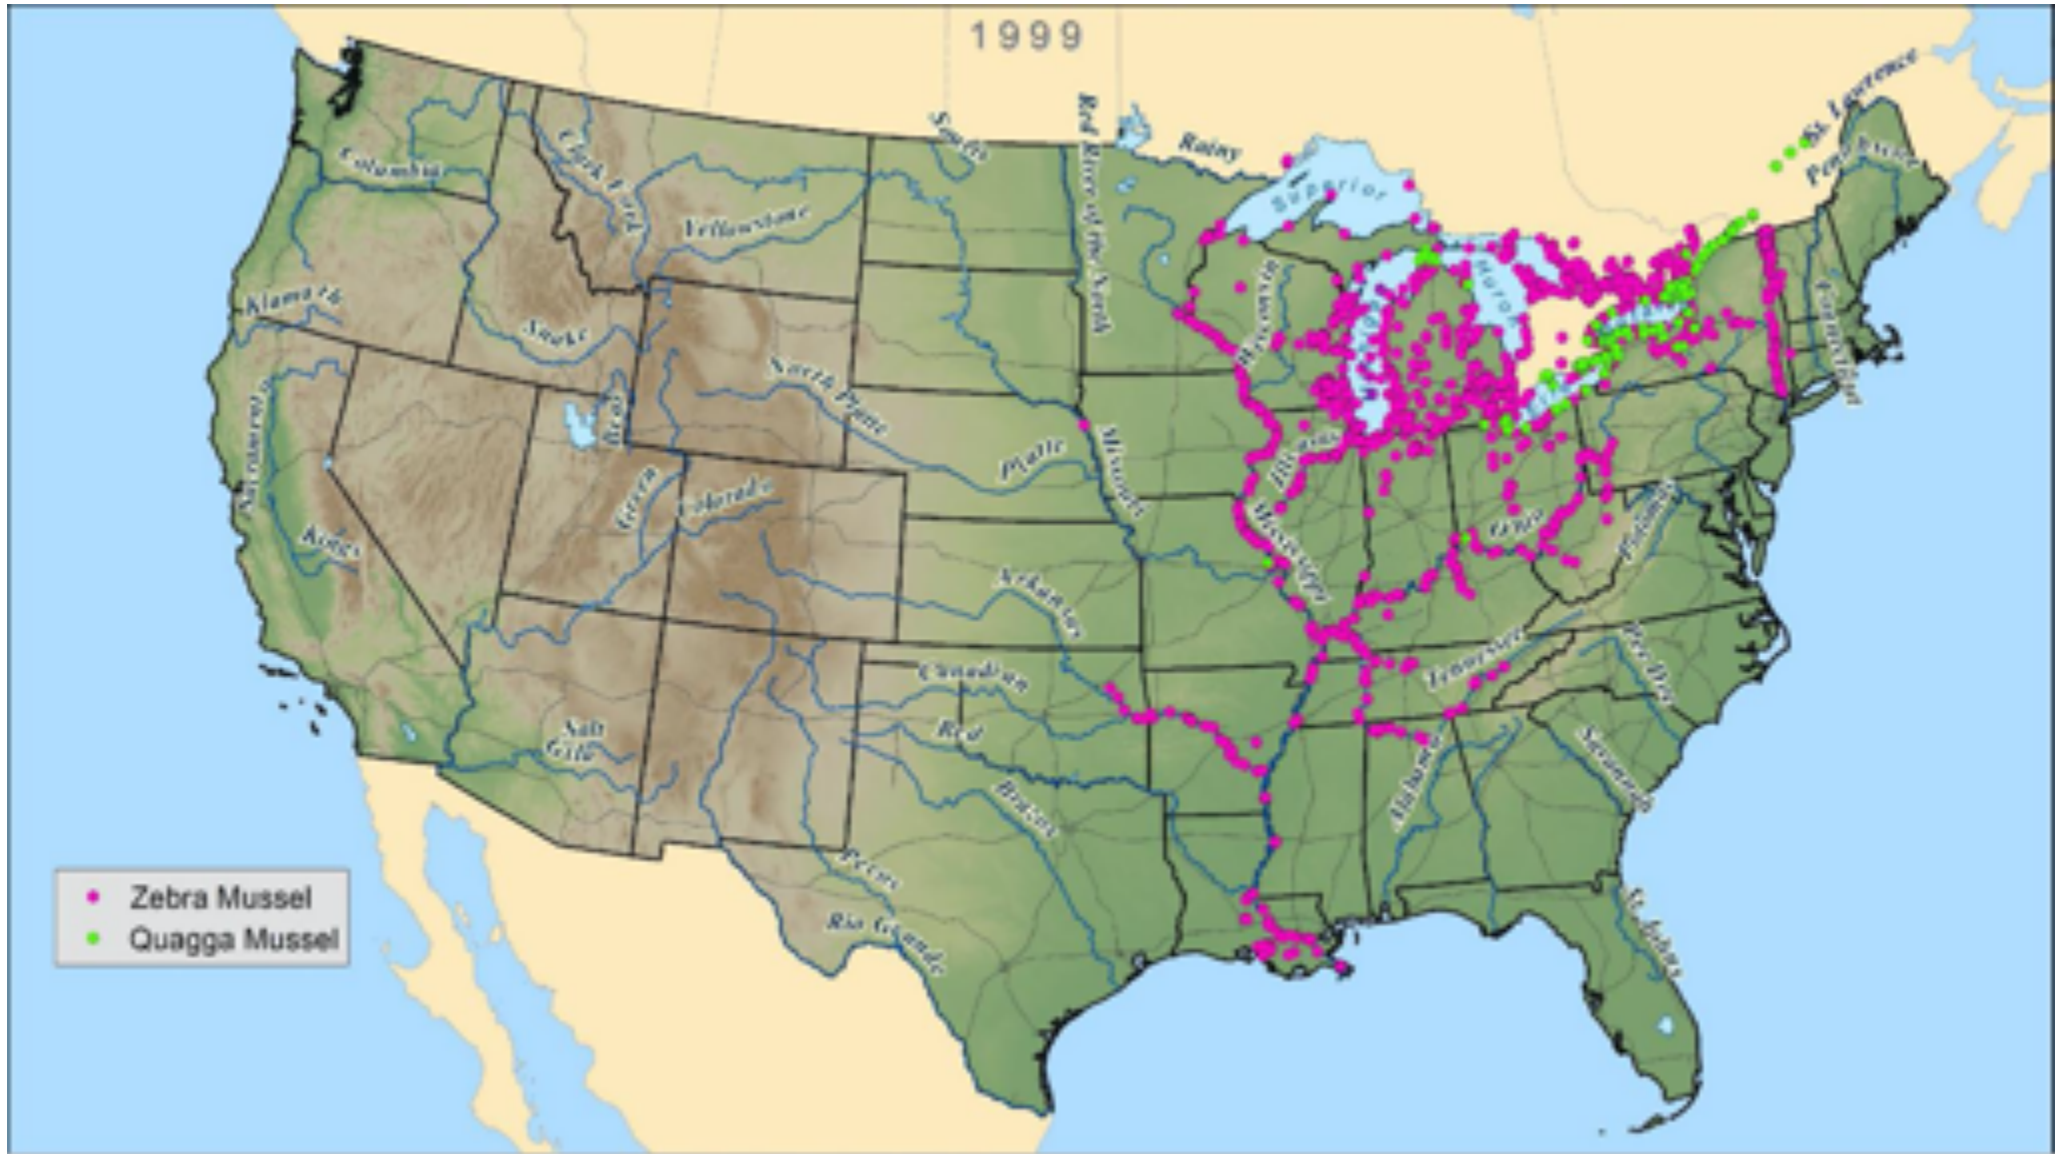 1999
St. Lawrence
Red River of the North
Souris
Rainy
Clark Fork
Penobscot
Columbia
Superior
Yellowstone
Huron
Klamath
Wisconsin
Connecticut
Snake
North Platte
Bear
Sacramento
Platte
Missouri
Illinois
Green
Colorado
Mississippi
Ohio
Potomac
Kings
Arkansas
Tennessee
Pee Dee
Canadian
Red
Salt
Gila
Alabama
Savannah
Brazos
Pecos
Zebra Mussel
Quagga Mussel
Rio Grande
St. Johns